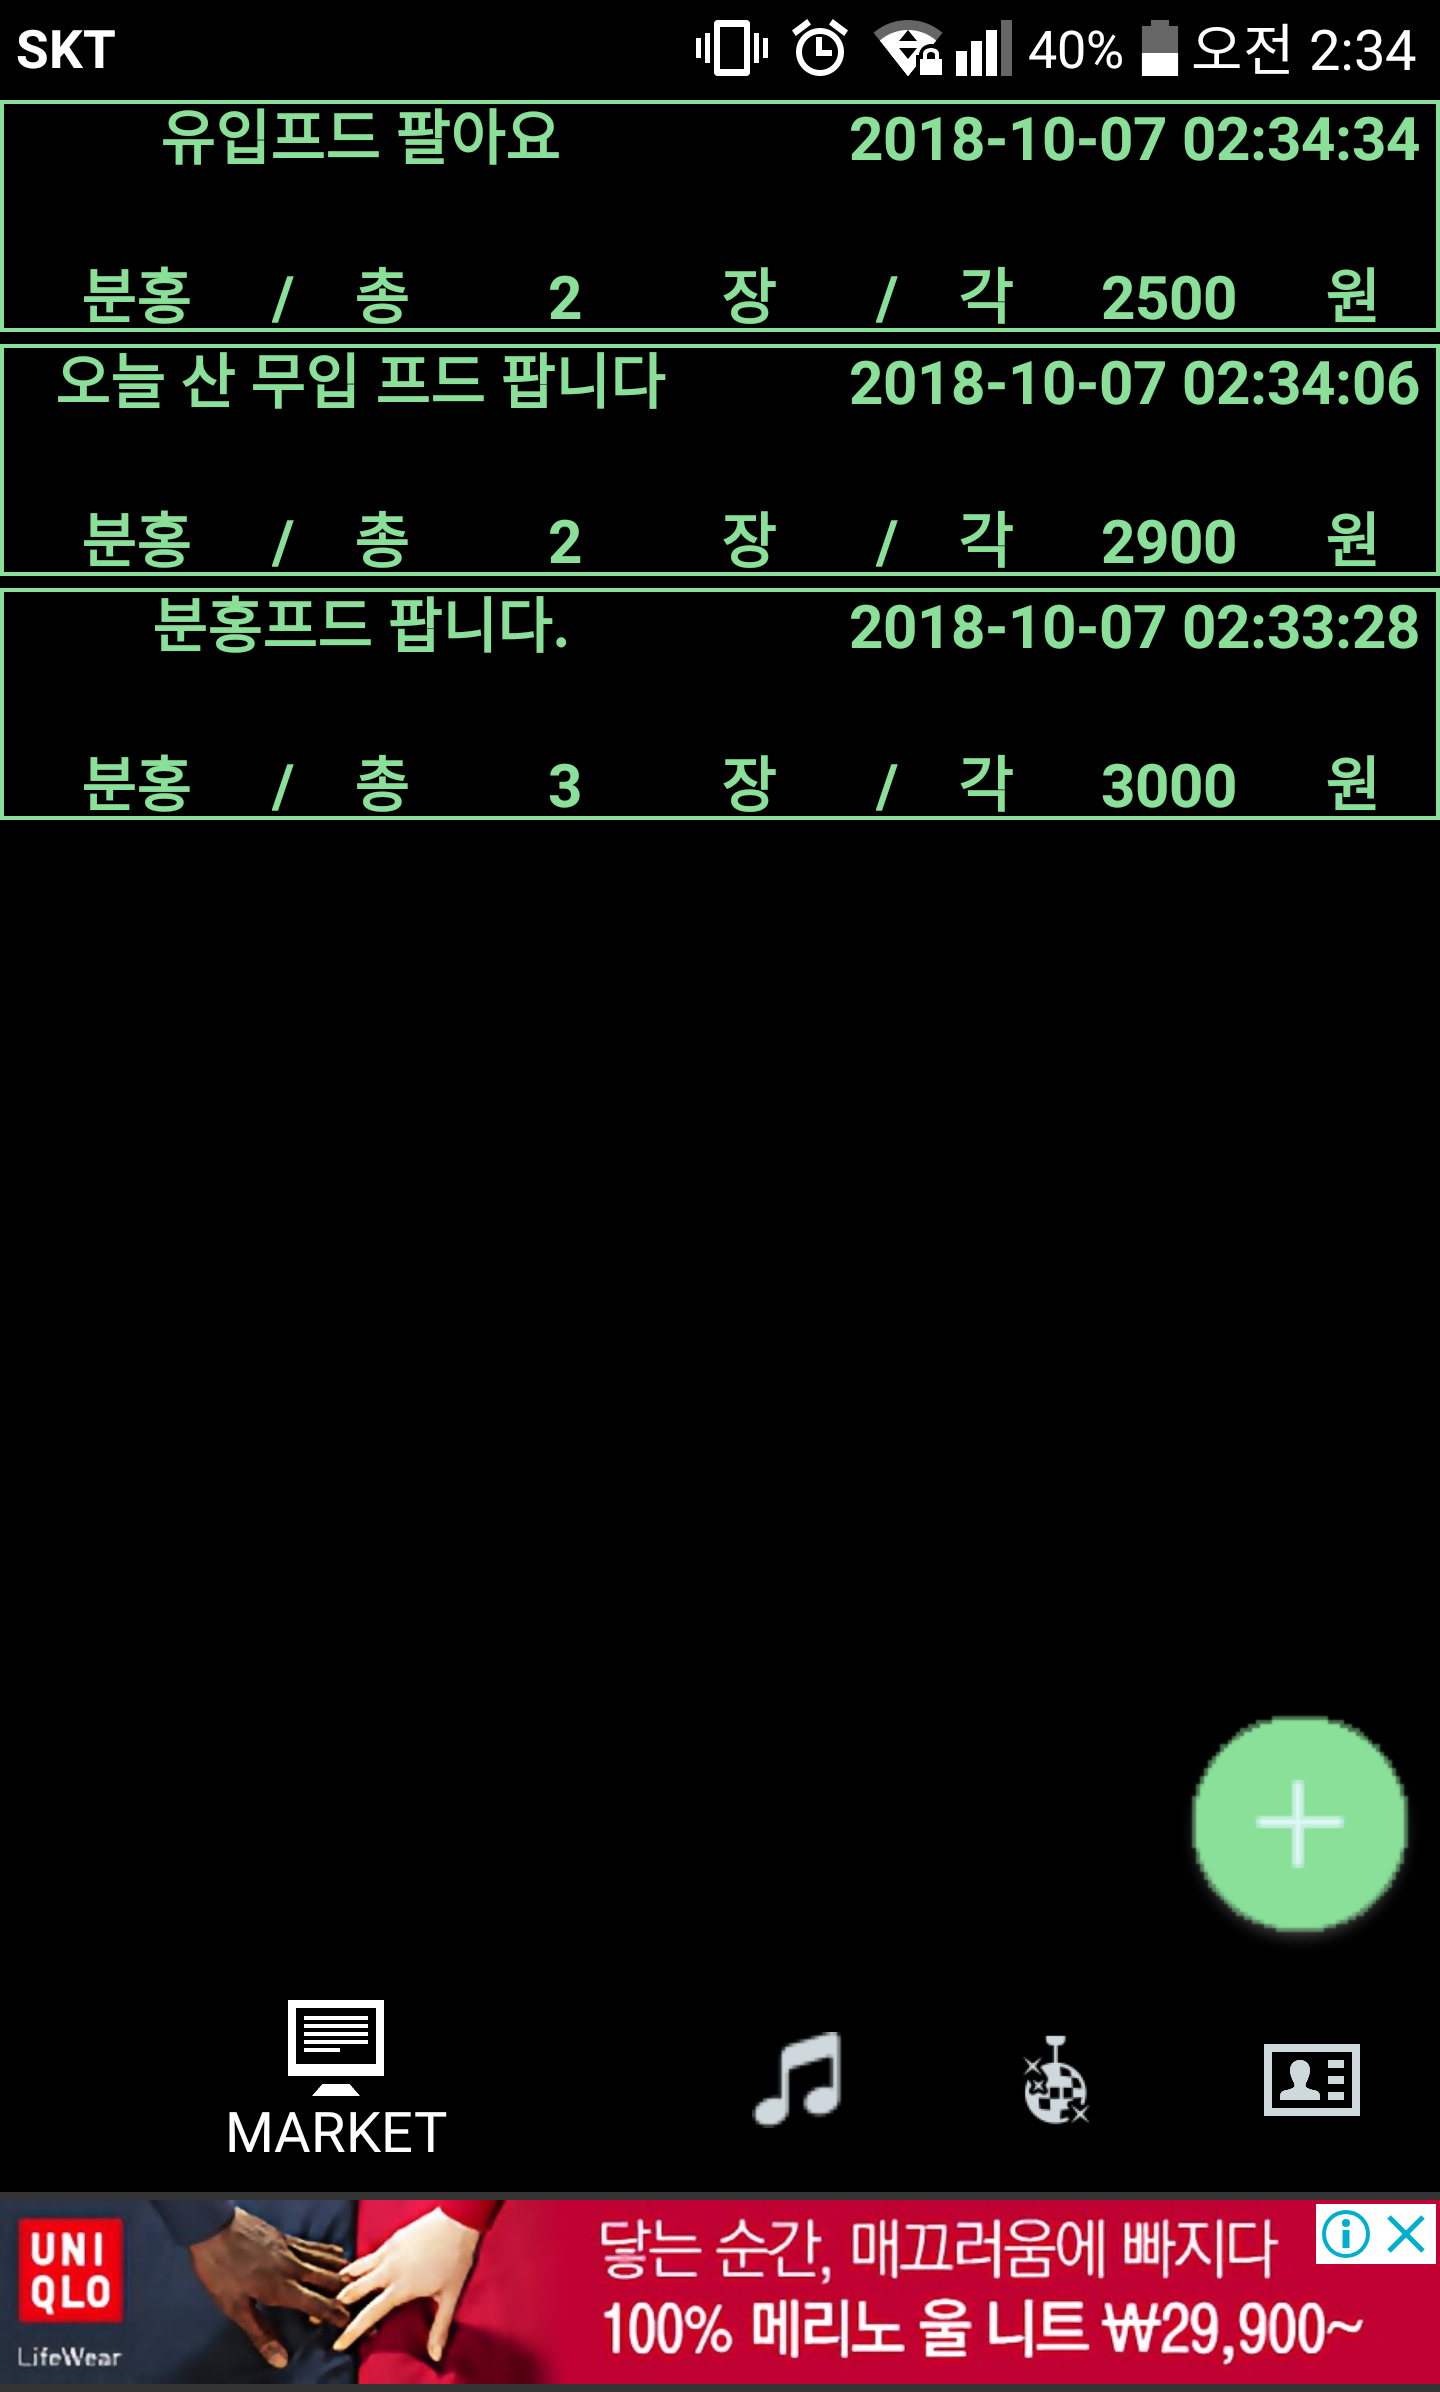 SKT 40% 오전 2:34
유입프드 팔아요 2018-10-07 02:34:34
분홍 / 총 2 장 / 각 2500 원
오늘 산 무입 프드 팝니다 2018-10-07 02:34:06
분홍 / 총 2 장 / 각 2900 원
분홍프드 팝니다. 2018-10-07 02:33:28
분홍 / 총 3 장 / 각 3000 원
MARKET
UNI
QLO
LifeWear
닿는 순간, 매끄러움에 빠지다
100% 메리노 울 니트 ₩29,900~